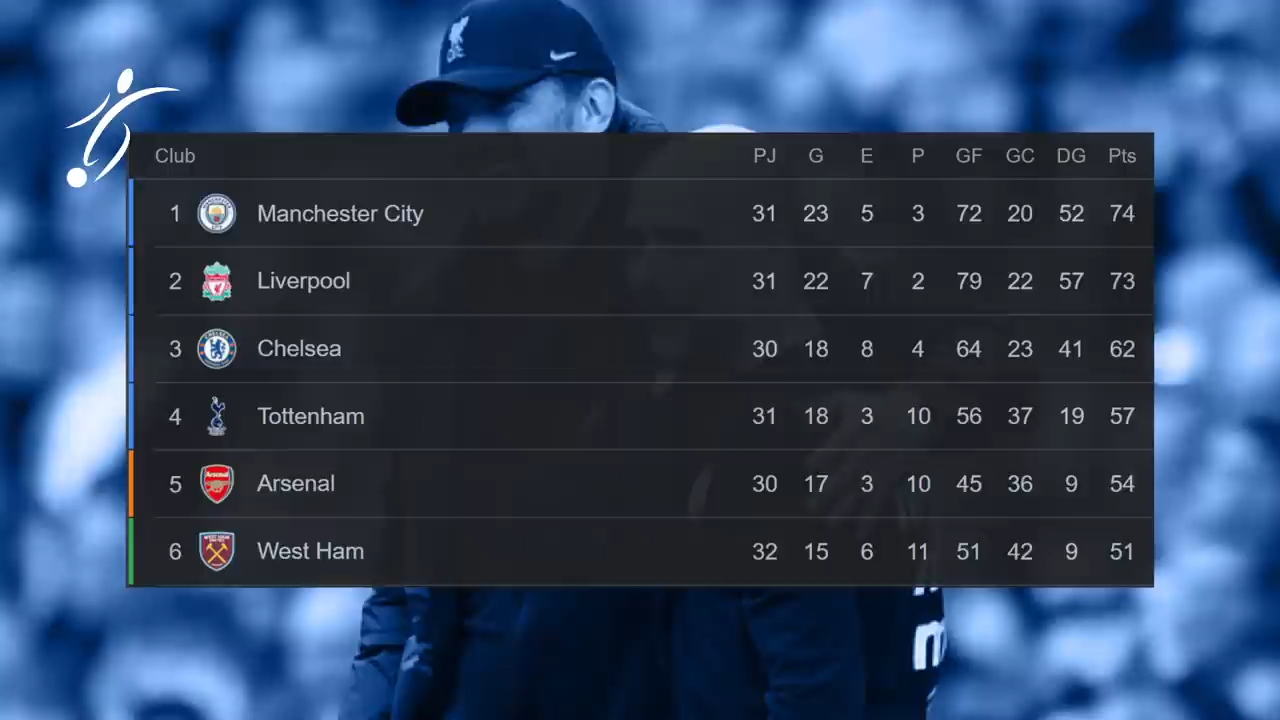 Club PJ G E P GF GC DG Pts
1 Manchester City 31 23 5 3 72 20 52 74
2 Liverpool 31 22 7 2 79 22 57 73
3 Chelsea 30 18 8 4 64 23 41 62
4 Tottenham 31 18 3 10 56 37 19 57
5 Arsenal 30 17 3 10 45 36 9 54
6 West Ham 32 15 6 11 51 42 9 51